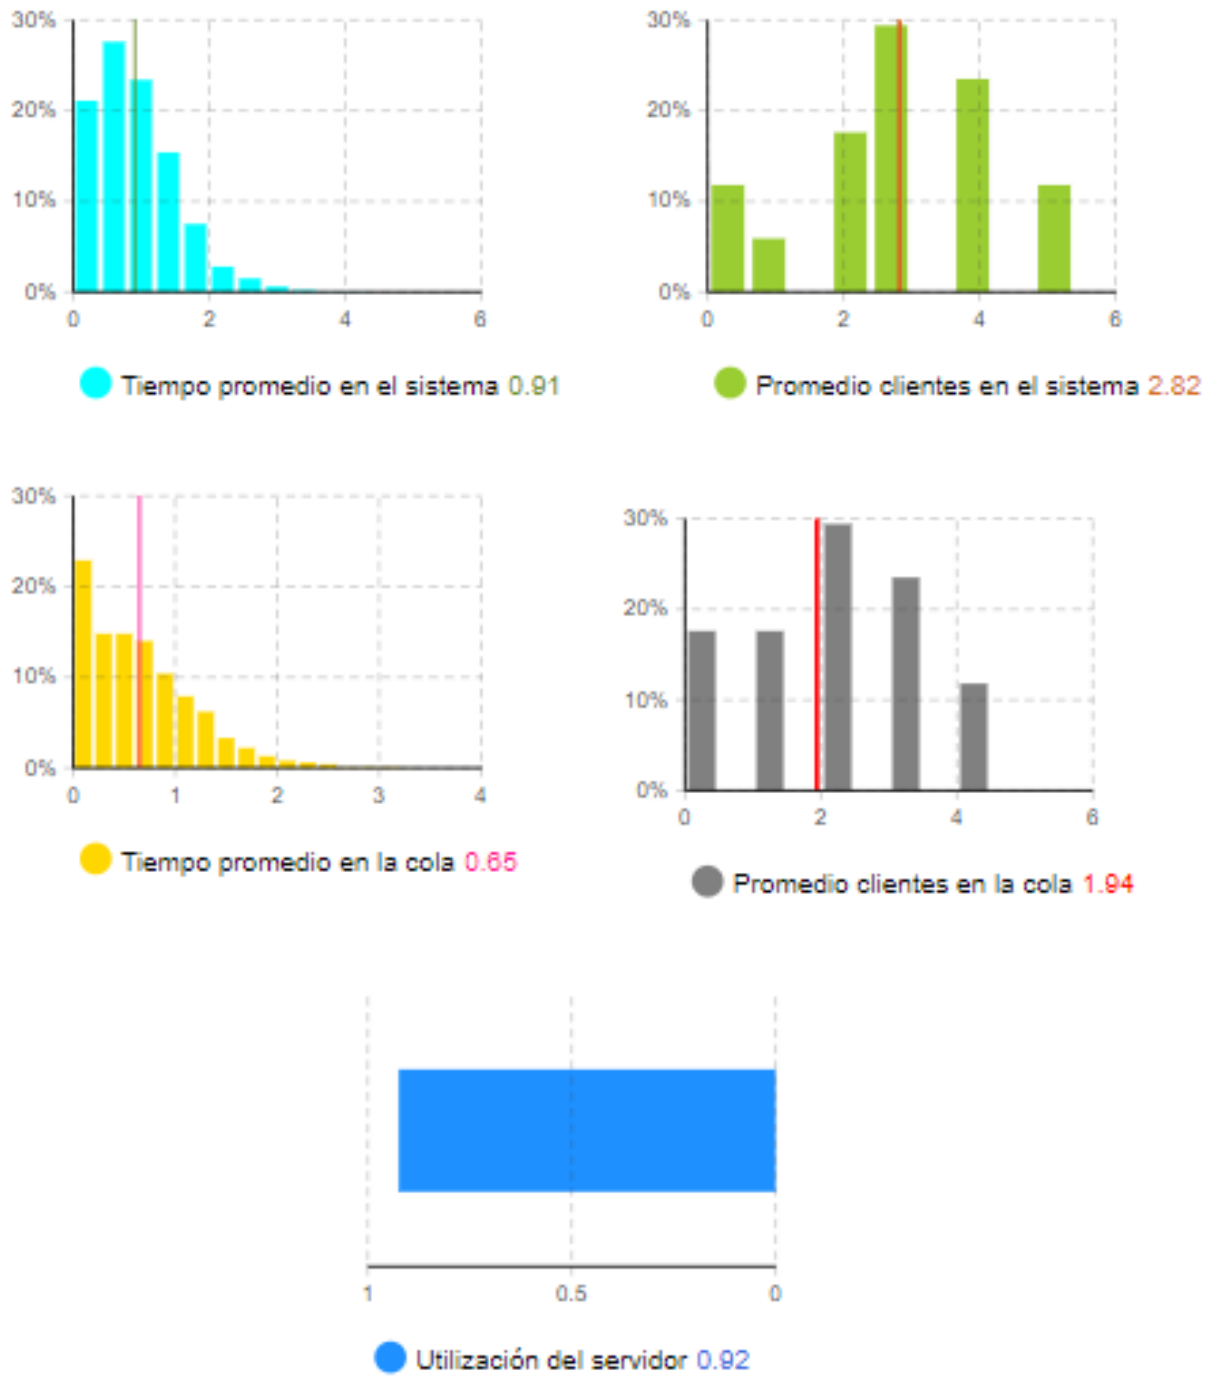 30%
20%
10%
0%
0 2 4 6
Tiempo promedio en el sistema 0.91
30%
20%
10%
0%
0 2 4 6
Promedio clientes en el sistema 2.82
30%
20%
10%
0%
0 1 2 3 4
Tiempo promedio en la cola 0.65
30%
20%
10%
0%
0 2 4 6
Promedio clientes en la cola 1.94
1 0.5 0
Utilización del servidor 0.92